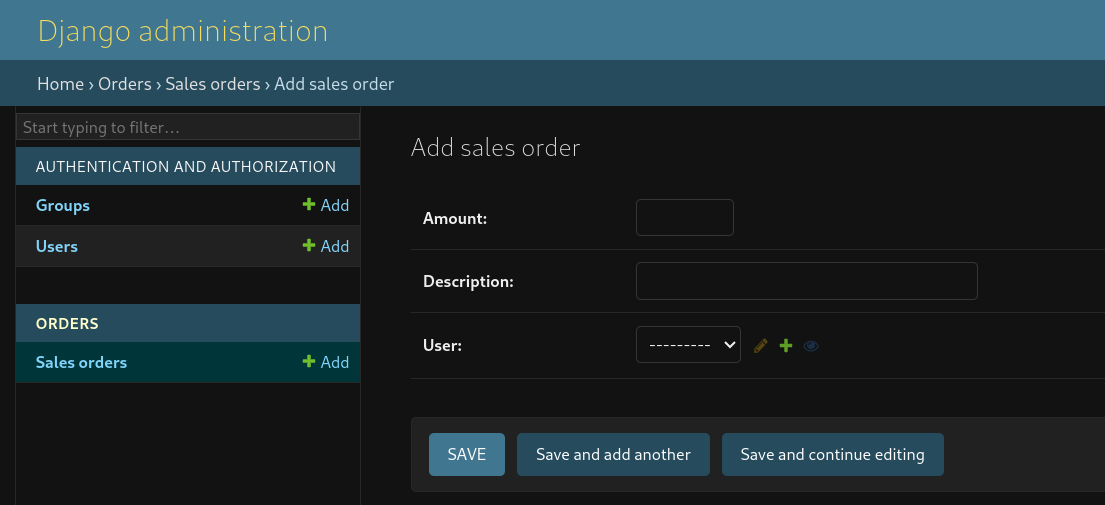 Django administration
Home › Orders › Sales orders › Add sales order
Start typing to filter…
AUTHENTICATION AND AUTHORIZATION
Groups + Add
Users + Add
ORDERS
Sales orders + Add
Add sales order
Amount:
Description:
User: ---------
SAVE Save and add another Save and continue editing